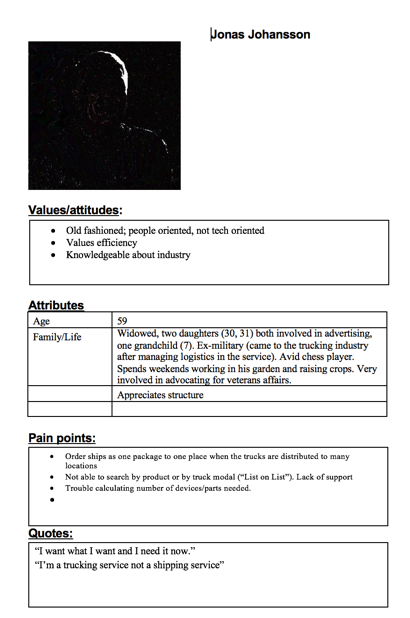 Jonas Johansson
Values/attitudes:
• Old fashioned; people oriented, not tech oriented
• Values efficiency
• Knowledgeable about industry
Attributes
Age 59
Family/Life Widowed, two daughters (30, 31) both involved in advertising,
one grandchild (7). Ex-military (came to the trucking industry
after managing logistics in the service). Avid chess player.
Spends weekends working in his garden and raising crops. Very
involved in advocating for veterans affairs.
Appreciates structure
Pain points:
• Order ships as one package to one place when the trucks are distributed to many
locations
• Not able to search by product or by truck modal (“List on List”). Lack of support
• Trouble calculating number of devices/parts needed.
•
Quotes:
“I want what I want and I need it now.”
“I’m a trucking service not a shipping service”